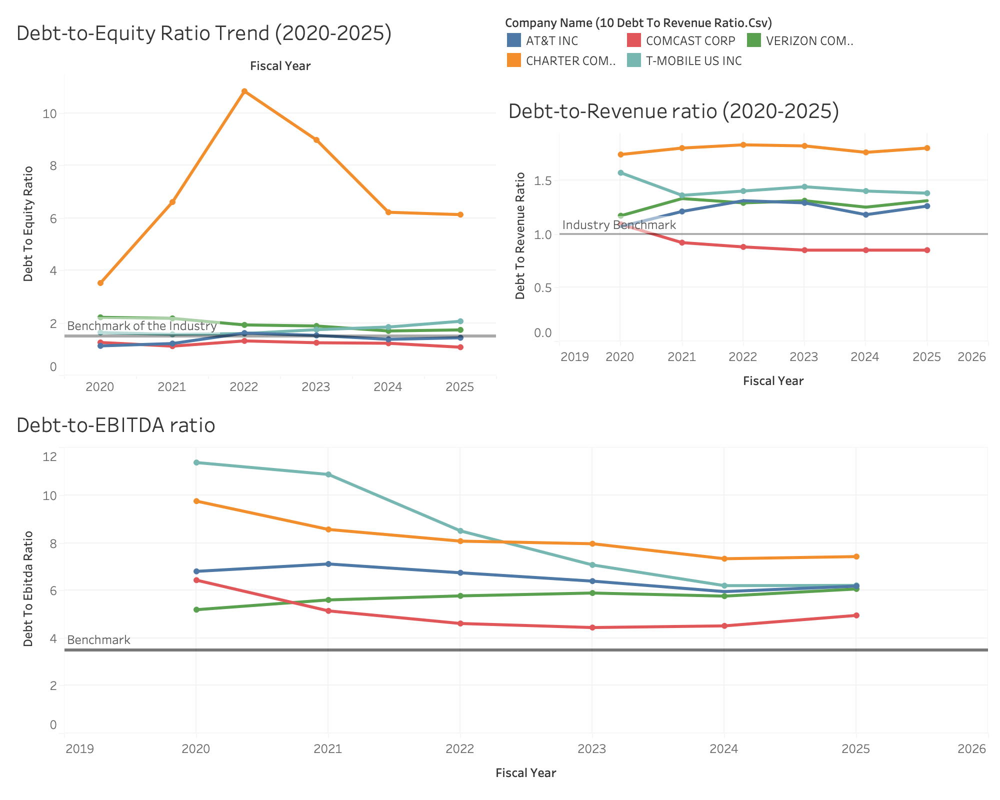 Debt-to-Equity Ratio Trend (2020-2025)
Company Name (10 Debt To Revenue Ratio.Csv)
AT&T INC
COMCAST CORP
VERIZON COM..
CHARTER COM..
T-MOBILE US INC
Fiscal Year
Debt To Equity Ratio
10
8
6
4
2
0
Benchmark of the Industry
2020 2021 2022 2023 2024 2025
Debt-to-Revenue ratio (2020-2025)
Debt To Revenue Ratio
1.5
1.0
0.5
0.0
Industry Benchmark
2019 2020 2021 2022 2023 2024 2025 2026
Fiscal Year
Debt-to-EBITDA ratio
Debt To Ebitda Ratio
12
10
8
6
4
2
0
Benchmark
2019 2020 2021 2022 2023 2024 2025 2026
Fiscal Year